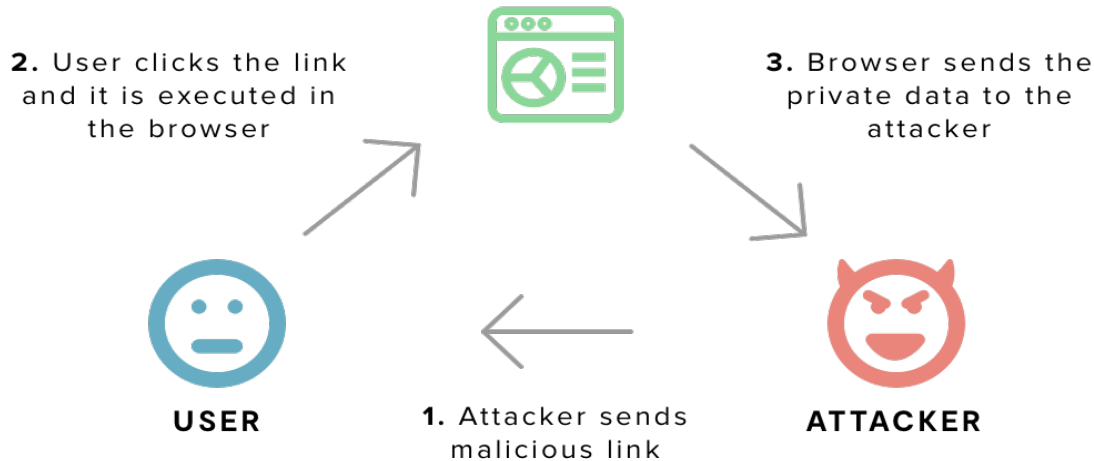 2. User clicks the link
and it is executed in
the browser
3. Browser sends the
private data to the
attacker
USER
1. Attacker sends
malicious link
ATTACKER